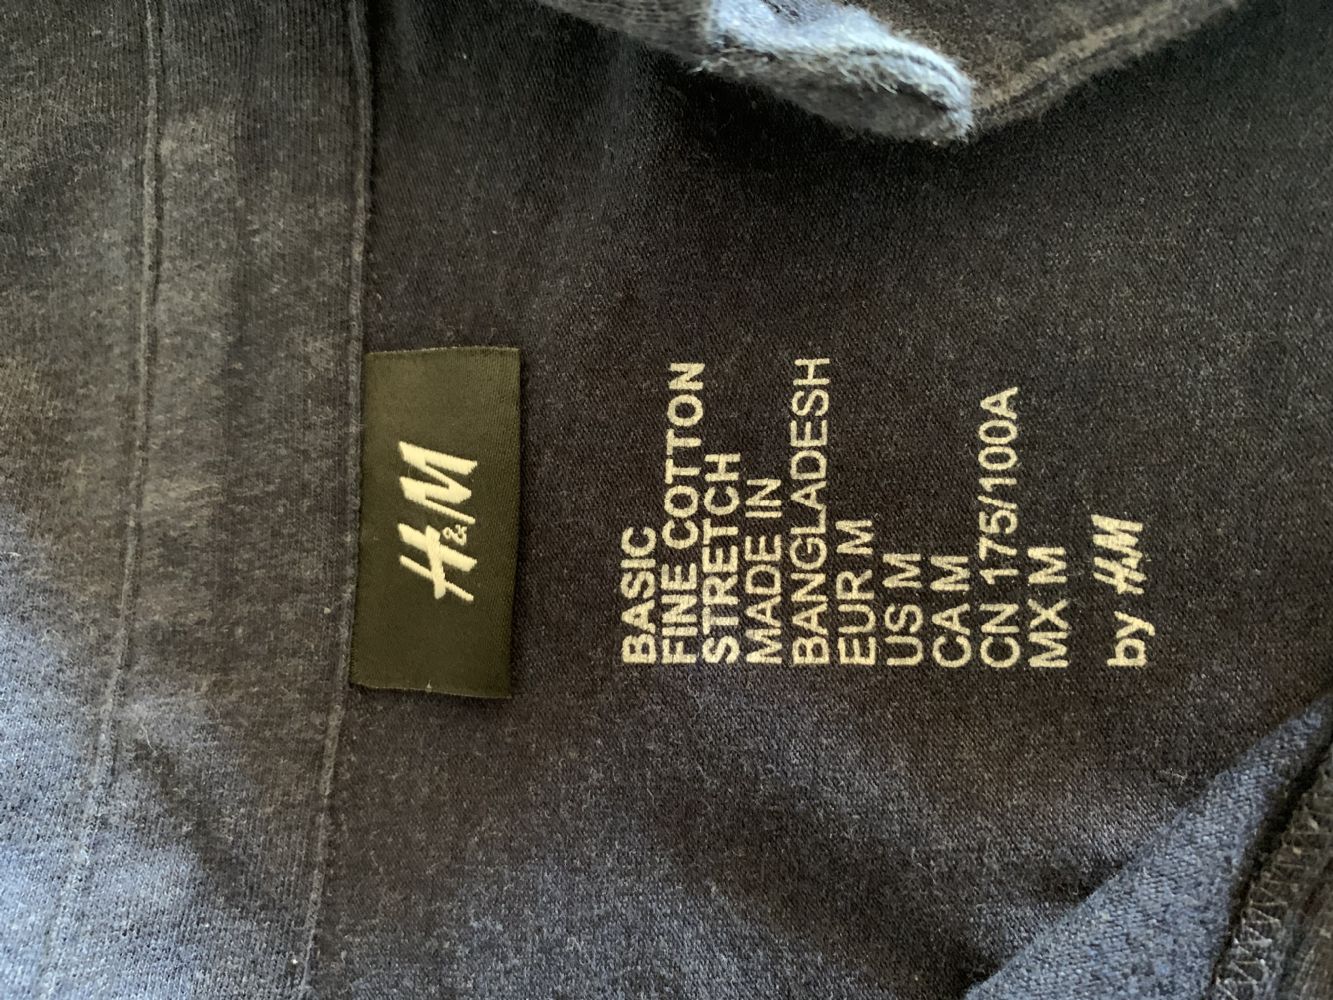 H&M
BASIC
FINE COTTON
STRETCH
MADE IN
BANGLADESH
EUR M
US M
CA M
CN 175/100A
MX M
by H&M